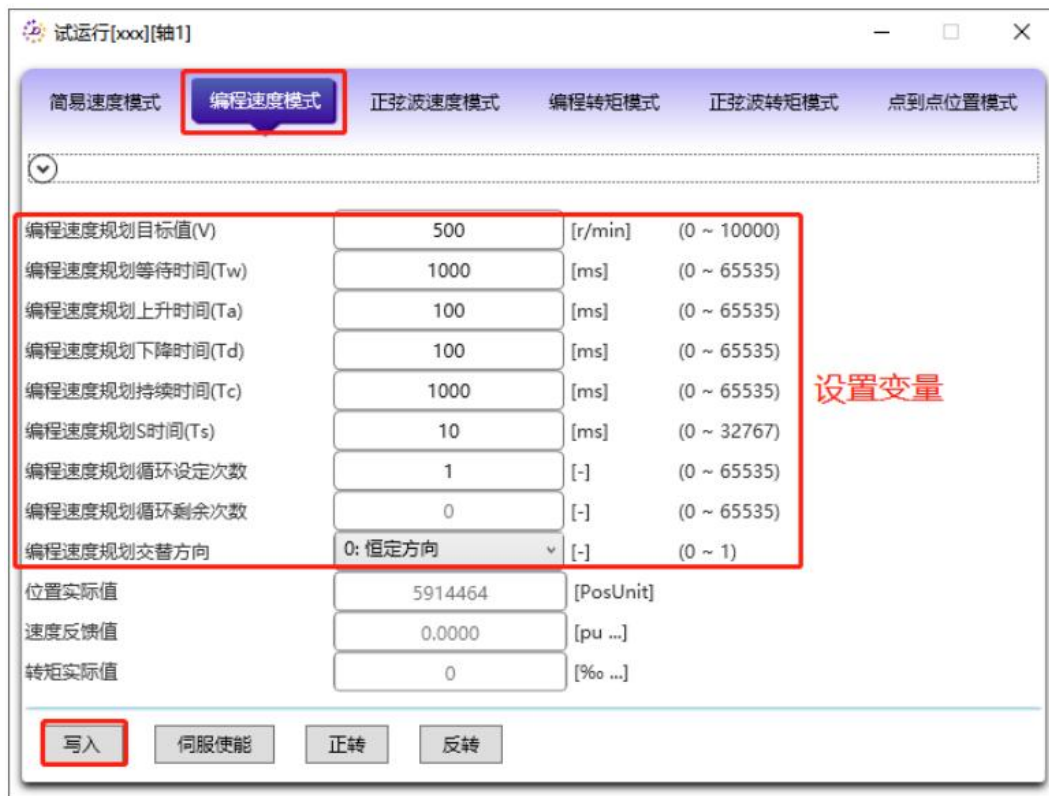 试运行[xxx][轴1]
简易速度模式 编程速度模式 正弦波速度模式 编程转矩模式 正弦波转矩模式 点到点位置模式
编程速度规划目标值(V) 500 [r/min] (0 ~ 10000)
编程速度规划等待时间(Tw) 1000 [ms] (0 ~ 65535)
编程速度规划上升时间(Ta) 100 [ms] (0 ~ 65535)
编程速度规划下降时间(Td) 100 [ms] (0 ~ 65535)
编程速度规划持续时间(Tc) 1000 [ms] (0 ~ 65535) 设置变量
编程速度规划S时间(Ts) 10 [ms] (0 ~ 32767)
编程速度规划循环设定次数 1 [-] (0 ~ 65535)
编程速度规划循环剩余次数 0 [-] (0 ~ 65535)
编程速度规划交替方向 0: 恒定方向 [-] (0 ~ 1)
位置实际值 5914464 [PosUnit]
速度反馈值 0.0000 [pu ...]
转矩实际值 0 [‰ ...]
写入 伺服使能 正转 反转